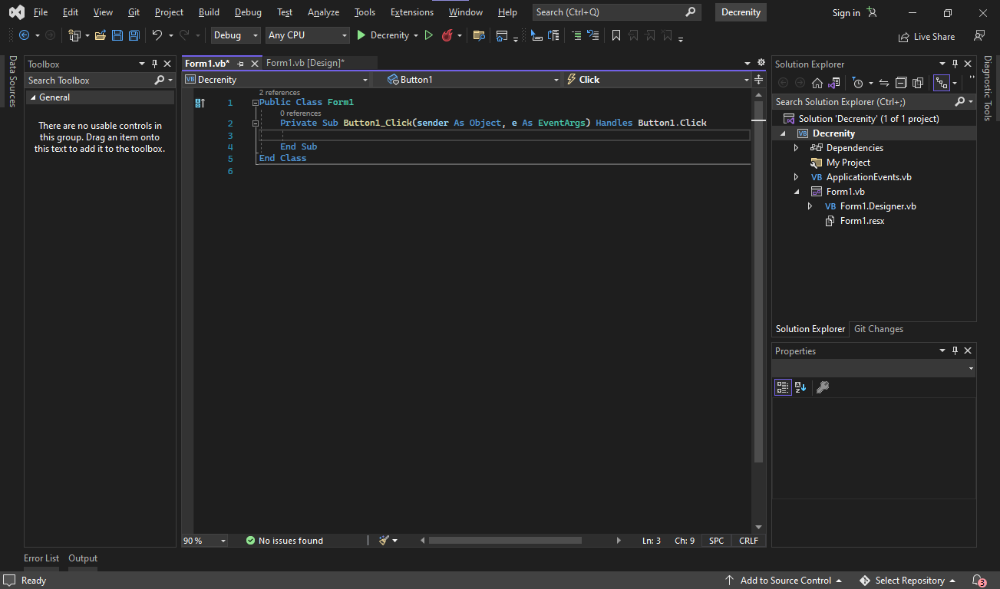 File Edit View Git Project Build Debug Test Analyze Tools Extensions Window Help Search (Ctrl+Q) Decrenity Sign in
Debug Any CPU Decrenity Live Share
Data Sources
Toolbox
Search Toolbox
General
There are no usable controls in
this group. Drag an item onto
this text to add it to the toolbox.
Form1.vb* Form1.vb [Design]*
VB Decrenity Button1 Click
2 references
1 Public Class Form1
0 references
2 Private Sub Button1_Click(sender As Object, e As EventArgs) Handles Button1.Click
3
4 End Sub
5 End Class
6
90 % No issues found Ln: 3 Ch: 9 SPC CRLF
Solution Explorer
Search Solution Explorer (Ctrl+;)
Solution 'Decrenity' (1 of 1 project)
VB Decrenity
Dependencies
My Project
VB ApplicationEvents.vb
Form1.vb
VB Form1.Designer.vb
Form1.resx
Solution Explorer Git Changes
Properties
Diagnostic Tools
Error List Output
Ready Add to Source Control Select Repository 3